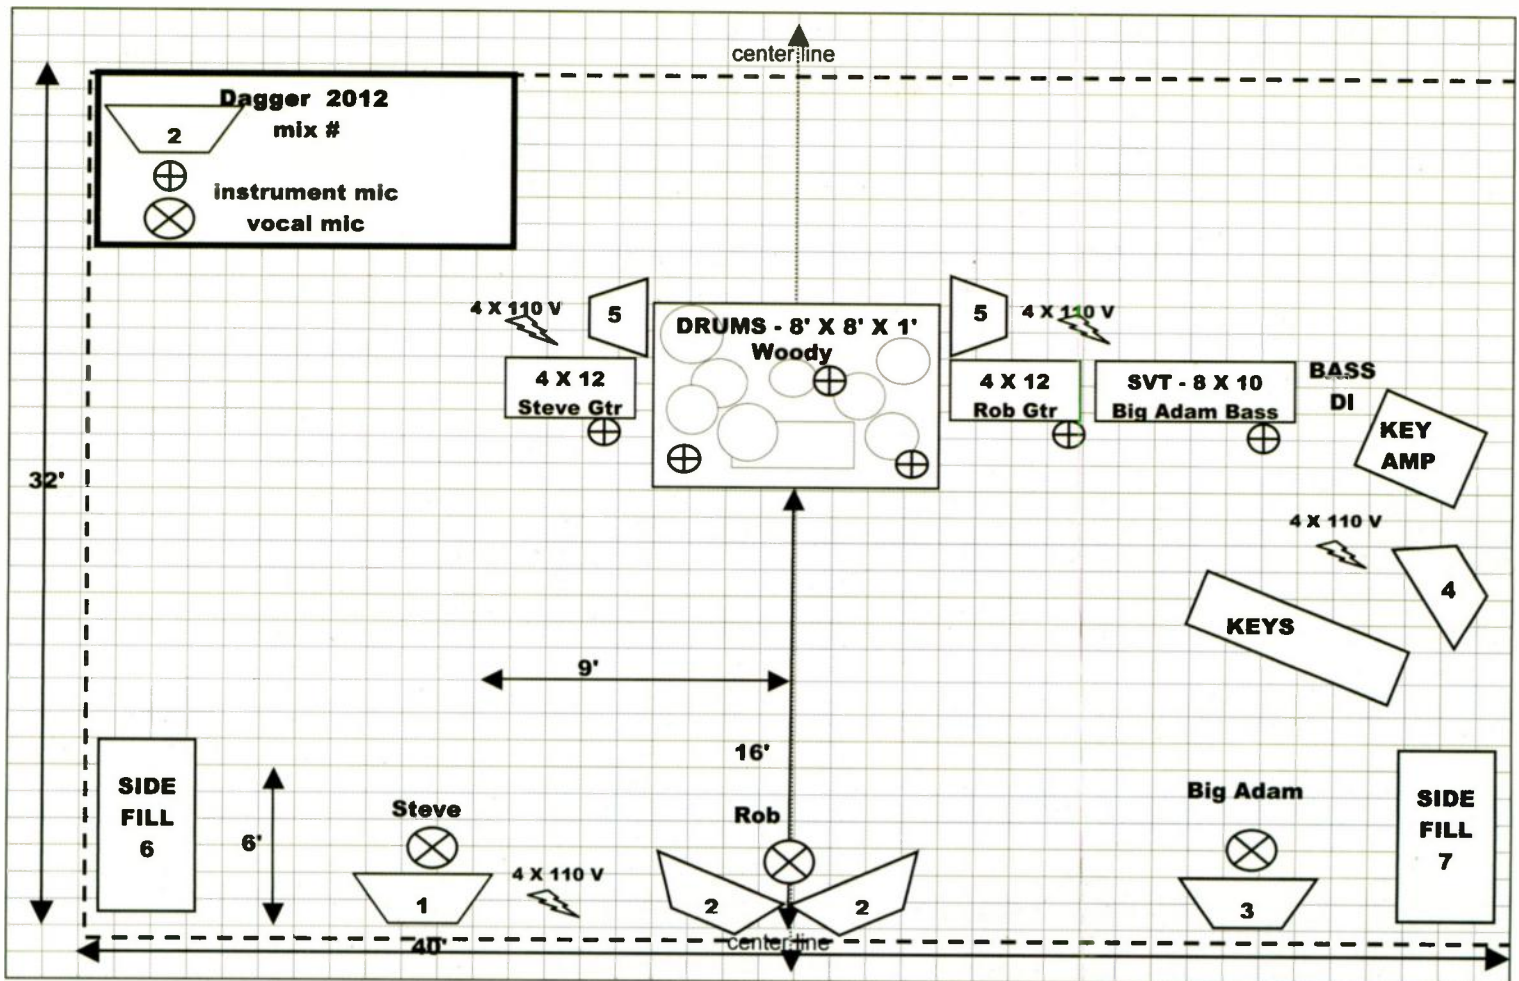 center line
Dagger 2012
2
mix #
instrument mic
vocal mic
4 X 110 V
5
DRUMS - 8' X 8' X 1'
Woody
5
4 X 110 V
4 X 12
Steve Gtr
4 X 12
Rob Gtr
SVT - 8 X 10
Big Adam Bass
BASS
DI
KEY
AMP
32'
4 X 110 V
4
KEYS
9'
16'
SIDE
FILL
6
6'
Steve
1
4 X 110 V
Rob
2
2
Big Adam
3
SIDE
FILL
7
center line
40'